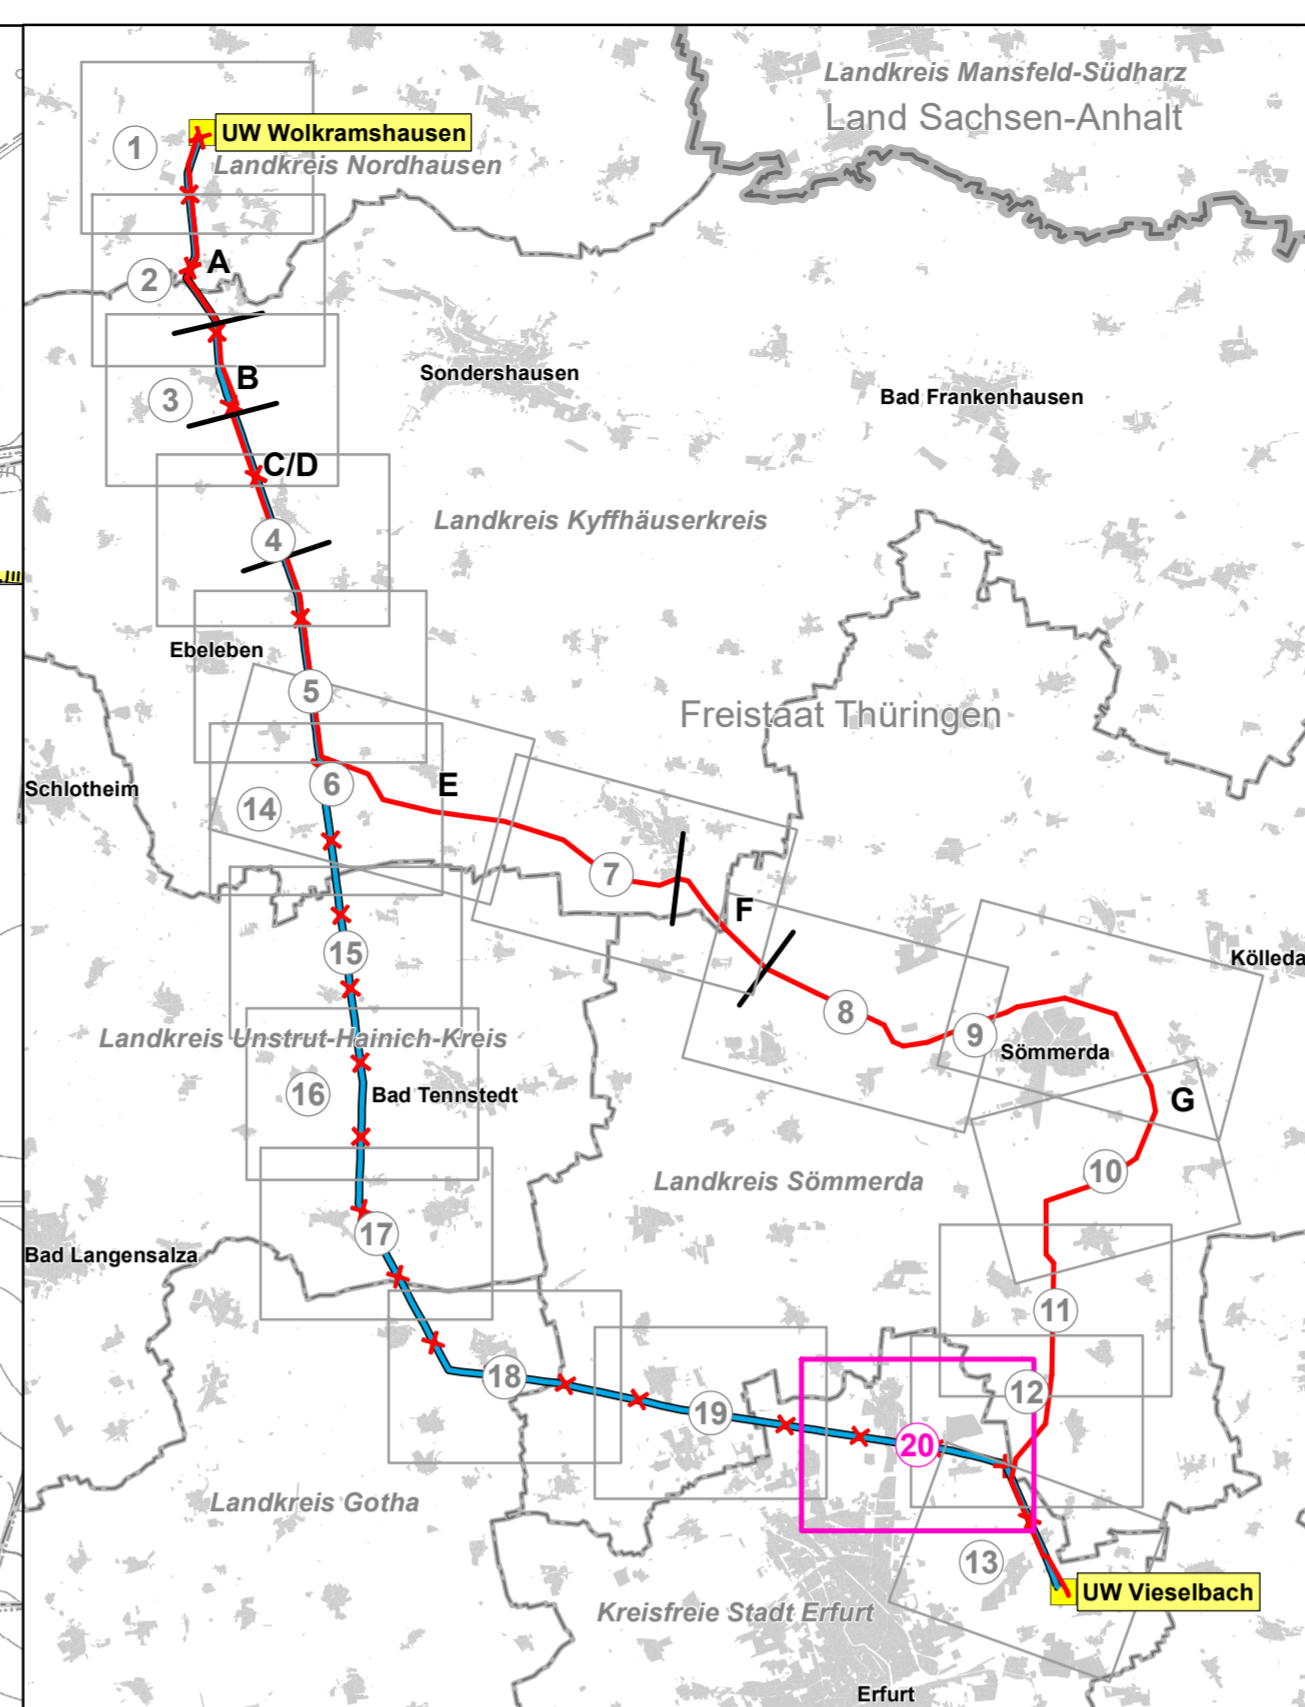 Landkreis Mansfeld-Südharz
Land Sachsen-Anhalt
1
UW Wolkramshausen
Landkreis Nordhausen
2
A
3
B
Sondershausen
Bad Frankenhausen
C/D
4
Landkreis Kyffhäuserkreis
Ebeleben
5
Freistaat Thüringen
Schlotheim
6
14
E
7
F
15
8
9
Kölleda
Sömmerda
Landkreis Unstrut-Hainich-Kreis
16
Bad Tennstedt
G
10
Landkreis Sömmerda
17
Bad Langensalza
11
18
12
19
20
Landkreis Gotha
13
UW Vieselbach
Kreisfreie Stadt Erfurt
Erfurt